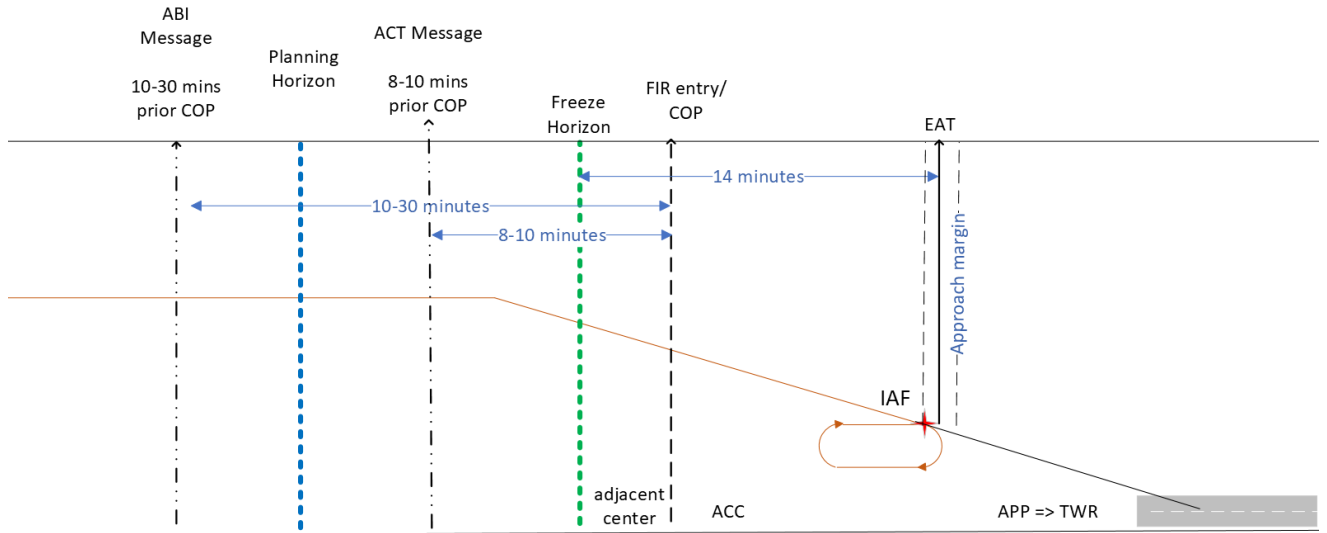 ABI
Message
10-30 mins
prior COP
Planning
Horizon
ACT Message
8-10 mins
prior COP
Freeze
Horizon
FIR entry/
COP
EAT
14 minutes
10-30 minutes
8-10 minutes
Approach margin
IAF
adjacent
center
ACC
APP => TWR